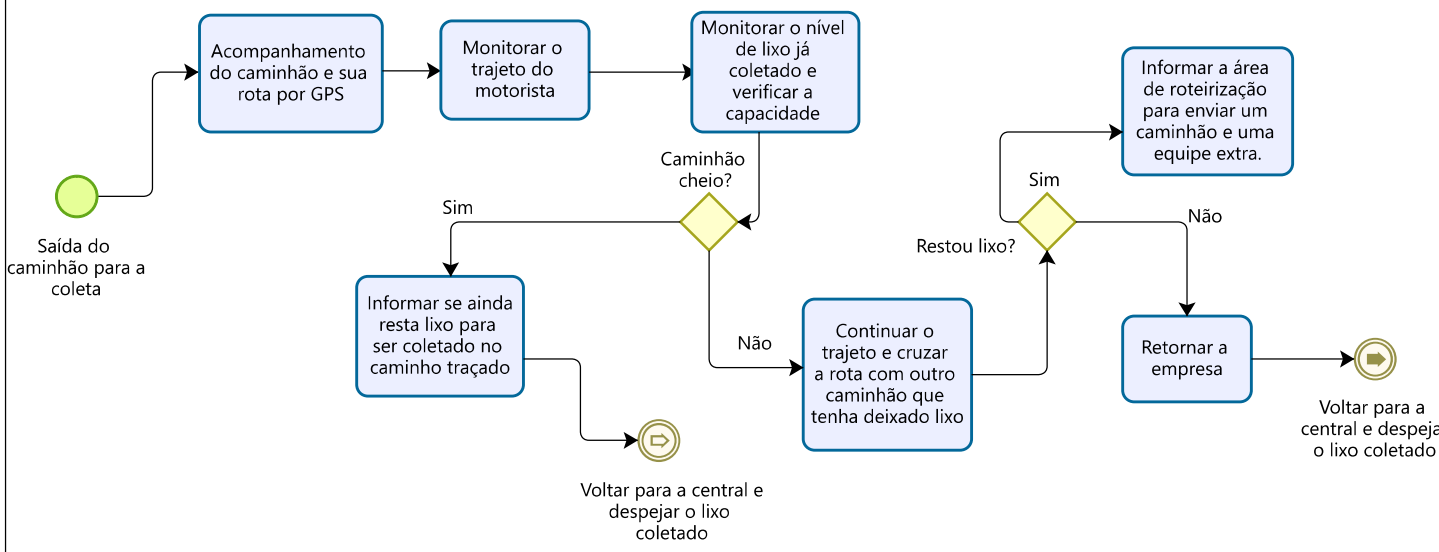 Acompanhamento
do caminhão e sua
rota por GPS
Monitorar o
trajeto do
motorista
Monitorar o nível
de lixo já
coletado e
verificar a
capacidade
Informar a área
de roteirização
para enviar um
caminhão e uma
equipe extra.
Caminhão
cheio?
Sim
Sim
Não
Restou lixo?
Saída do
caminhão para a
coleta
Informar se ainda
resta lixo para
ser coletado no
caminho traçado
Não
Continuar o
trajeto e cruzar
a rota com outro
caminhão que
tenha deixado lixo
Retornar a
empresa
Voltar para a
central e despeja
o lixo coletado
Voltar para a central e
despejar o lixo
coletado